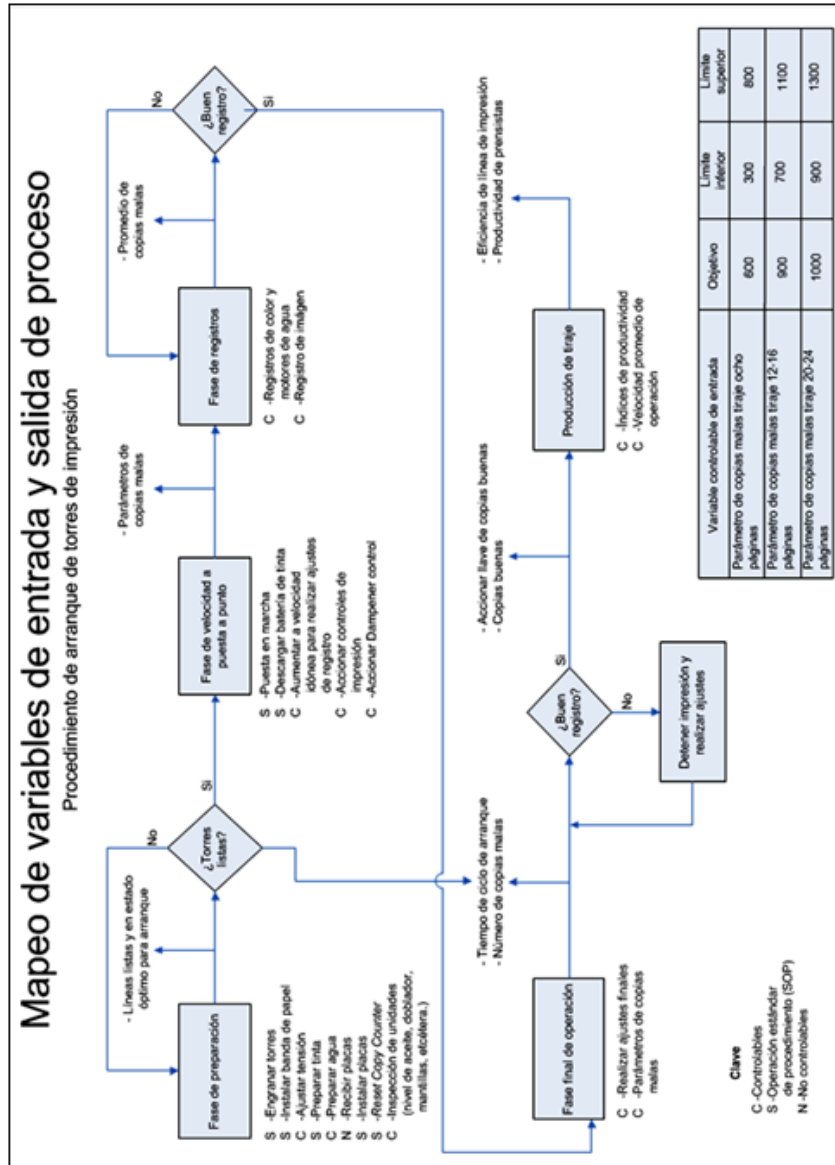 Mapeo de variables de entrada y salida de proceso
Procedimiento de arranque de torres de impresión
- Líneas listas y en estado
óptimo para arranque
Fase de preparación
S -Engranar torres
S -Instalar banda de papel
C -Ajustar tensión
S -Preparar tinta
C -Preparar agua
N -Recibir placas
S -Instalar placas
S -Reset Copy Counter
C -Inspección de unidades
(nivel de aceite, doblador,
mantillas, etcétera.)
¿Torres
listas?
No
Si
Fase de velocidad a
puesta a punto
S -Puesta en marcha
S -Descargar batería de tinta
C -Aumentar a velocidad
idónea para realizar ajustes
de registro
C -Accionar controles de
impresión
C -Accionar Dampener control
- Parámetros de
copias malas
Fase de registros
C -Registros de color y
motores de agua
C -Registro de imágen
- Promedio de
copias malas
¿Buen
registro?
No
Si
Fase final de operación
C -Realizar ajustes finales
C -Parámetros de copias
malas
- Tiempo de ciclo de arranque
- Número de copias malas
¿Buen
registro?
Si
No
Detener impresión y
realizar ajustes
- Accionar llave de copias buenas
- Copias buenas
Producción de tiraje
C -Índices de productividad
C -Velocidad promedio de
operación
- Eficiencia de línea de impresión
- Productividad de prensistas
Clave
C -Controlables
S -Operación estándar
de procedimiento (SOP)
N -No controlables
Variable controlable de entrada Objetivo Límite inferior Límite superior
Parámetro de copias malas tiraje ocho páginas 600 300 800
Parámetro de copias malas tiraje 12-16 páginas 900 700 1100
Parámetro de copias malas tiraje 20-24 páginas 1000 900 1300